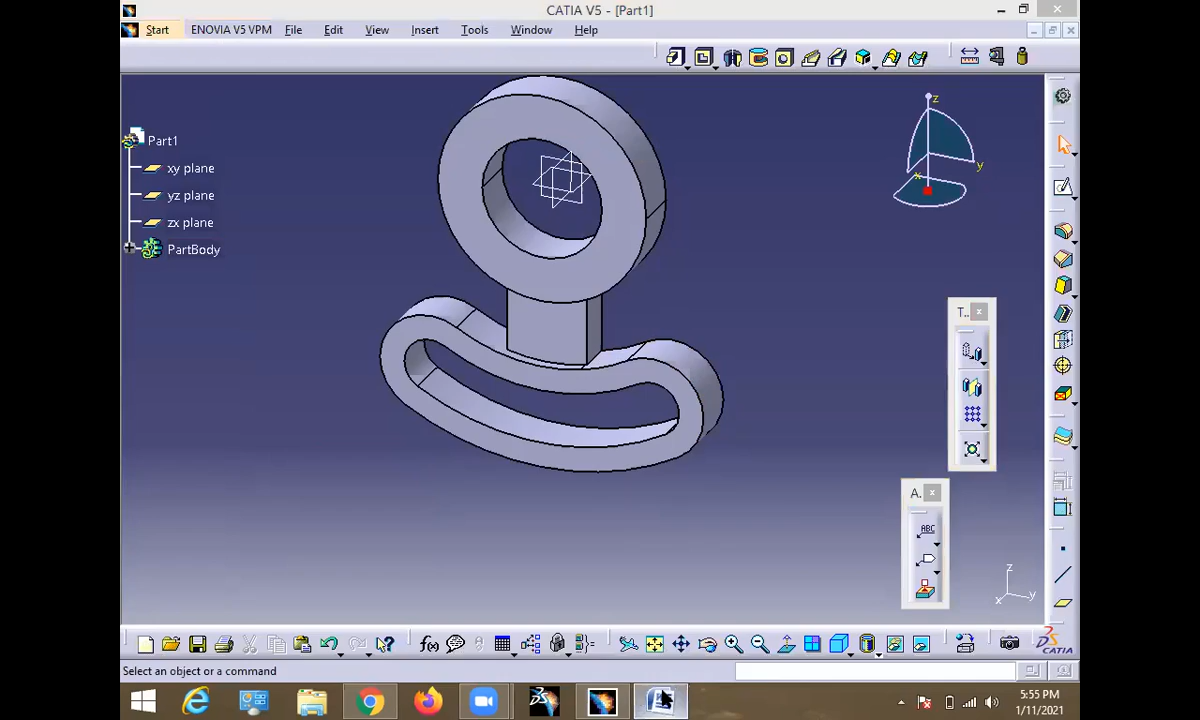 CATIA V5 - [Part1]
Start ENOVIA V5 VPM File Edit View Insert Tools Window Help
Part1
xy plane
yz plane
zx plane
PartBody
z
y
x
T..
A.
ABC
z
x y
f(x)
CATIA
Select an object or a command
5:55 PM
1/11/2021